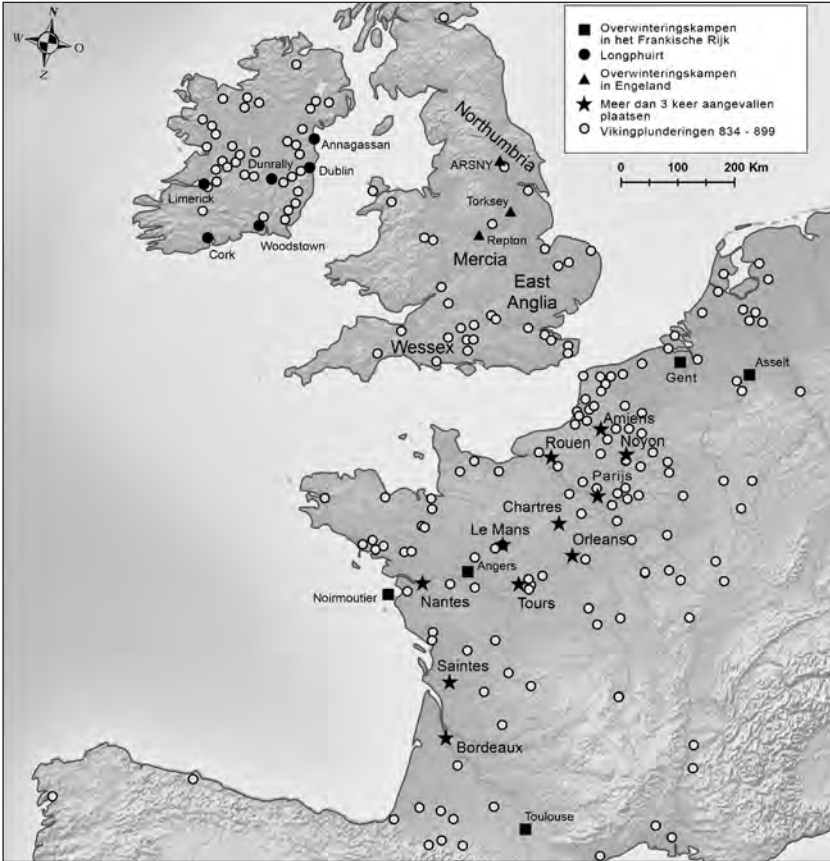 N
W
O
Z
Overwinteringskampen
in het Frankische Rijk
Longphuirt
Overwinteringskampen
in Engeland
Meer dan 3 keer aangevallen
plaatsen
Vikingplunderingen 834 - 899
0 100 200 Km
Northumbria
Annagassan
ARSNY
Dunrally
Dublin
Limerick
Torksey
Cork
Woodstown
Repton
Mercia
East
Anglia
Wessex
Gent
Asselt
Amiens
Rouen
Noyon
Parijs
Chartres
Le Mans
Orleans
Angers
Noirmoutier
Nantes
Tours
Saintes
Bordeaux
Toulouse